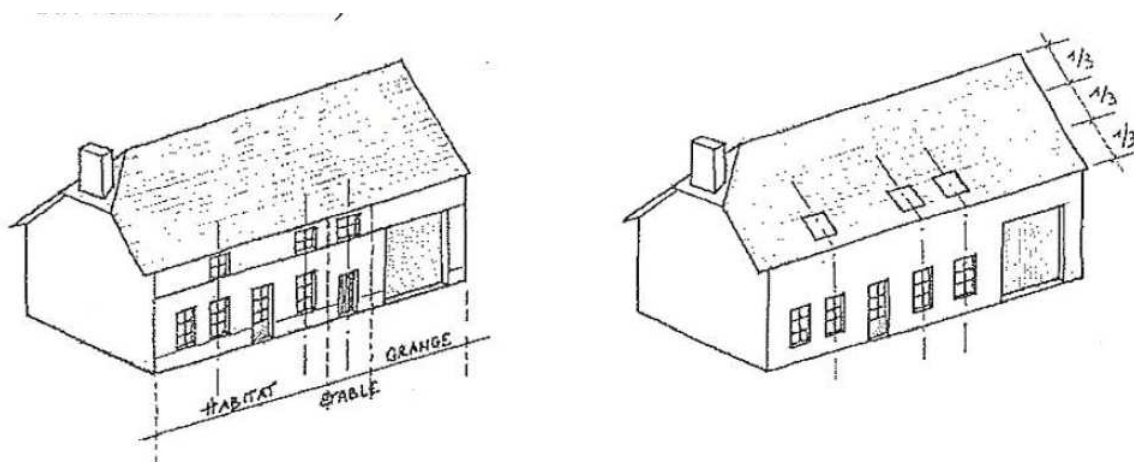 HABITAT
ÉTABLE
GRANGE
1/3
1/3
1/3